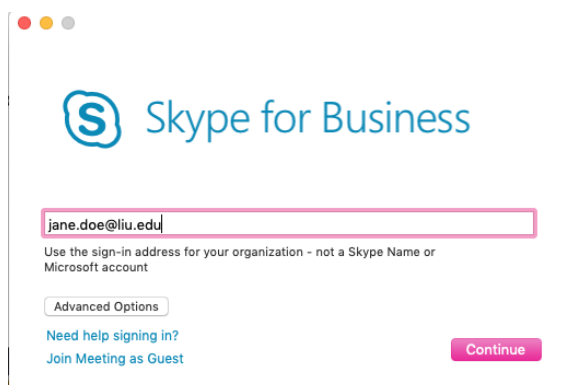 Skype for Business
jane.doe@liu.edu
Use the sign-in address for your organization - not a Skype Name or
Microsoft account
Advanced Options
Need help signing in?
Join Meeting as Guest
Continue